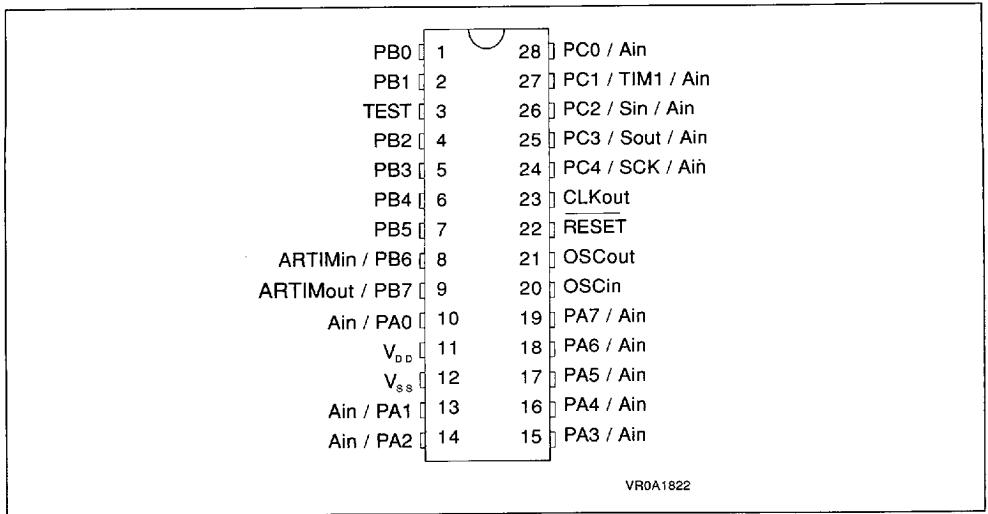 PB0 1 28 PC0 / Ain
PB1 2 27 PC1 / TIM1 / Ain
TEST 3 26 PC2 / Sin / Ain
PB2 4 25 PC3 / Sout / Ain
PB3 5 24 PC4 / SCK / Ain
PB4 6 23 CLKout
PB5 7 22 RESET
ARTIMin / PB6 8 21 OSCout
ARTIMout / PB7 9 20 OSCin
Ain / PA0 10 19 PA7 / Ain
VDD 11 18 PA6 / Ain
VSS 12 17 PA5 / Ain
Ain / PA1 13 16 PA4 / Ain
Ain / PA2 14 15 PA3 / Ain
VR0A1822